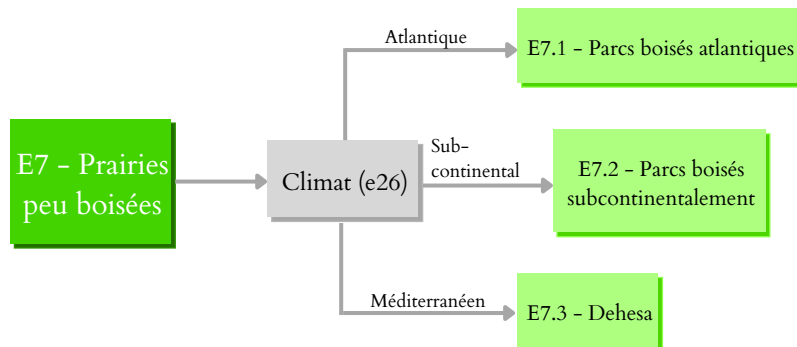 Atlantique
E7.1 - Parcs boisés atlantiques
E7 - Prairies
peu boisées
Climat (e26)
Sub-
continental
E7.2 - Parcs boisés
subcontinentalement
Méditerranéen
E7.3 - Dehesa